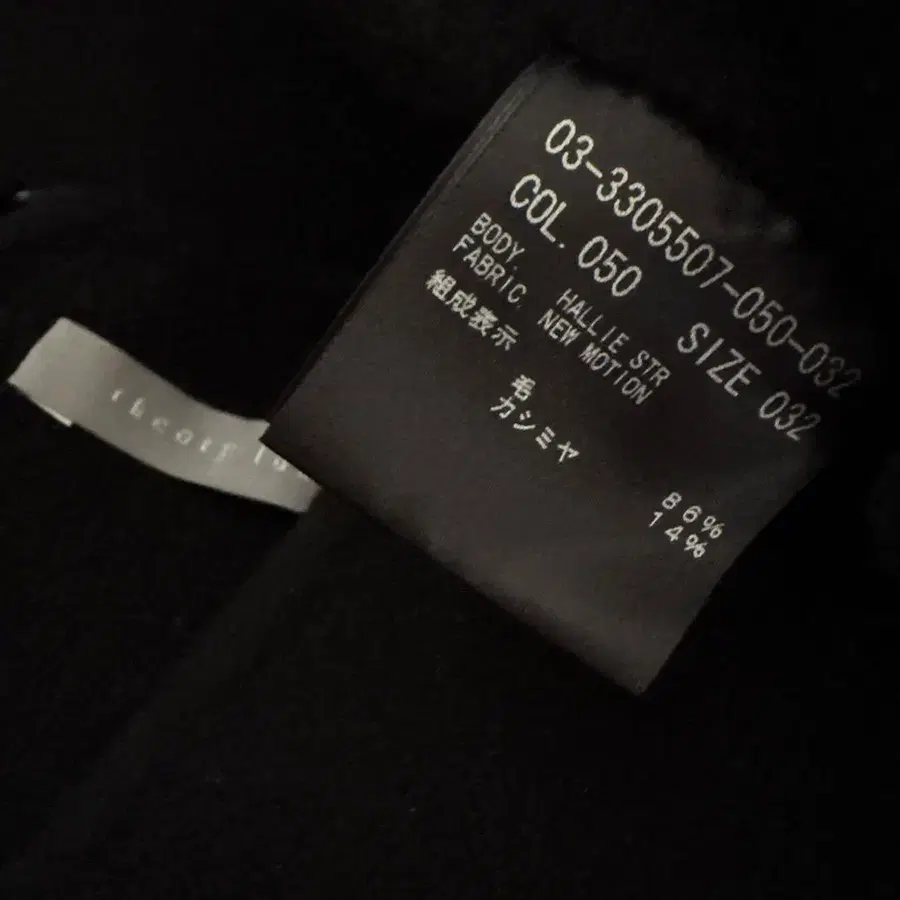 03-3305507-050-032
COL. 050 SIZE 032
BODY. HALLIE STR
FABRIC. NEW MOTION
組成表示
毛 86%
カシミヤ 14%